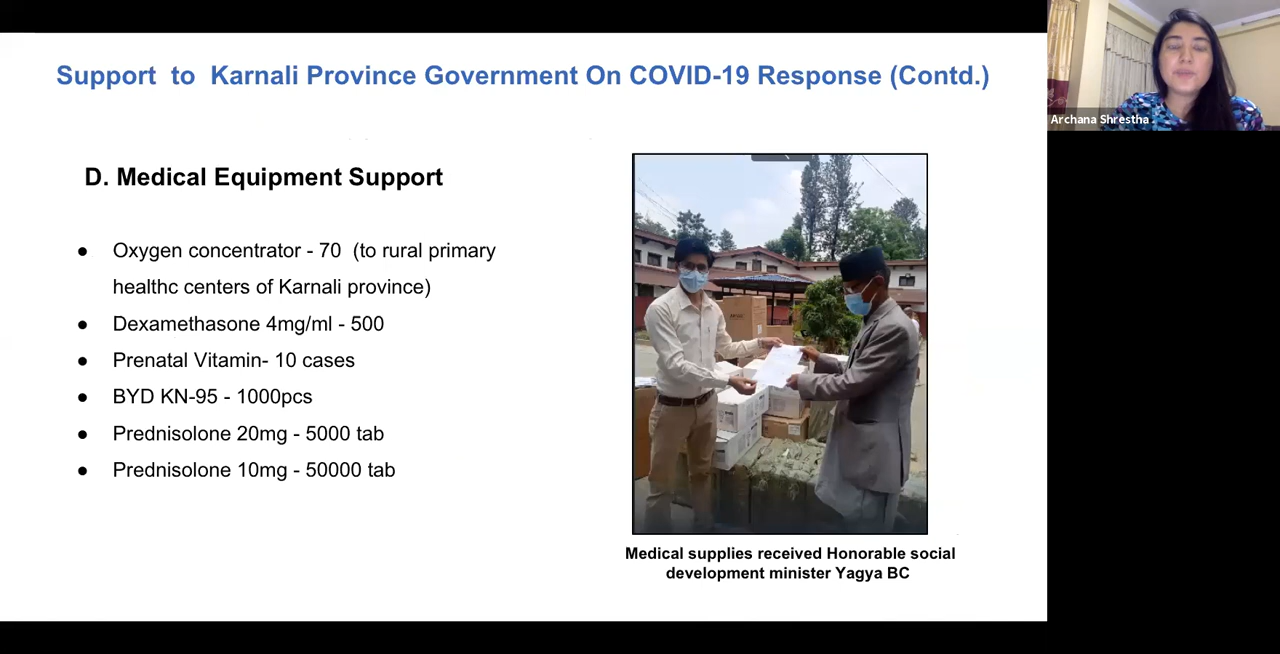 Support to Karnali Province Government On COVID-19 Response (Contd.)
Archana Shrestha
D. Medical Equipment Support
● Oxygen concentrator - 70 (to rural primary
healthc centers of Karnali province)
● Dexamethasone 4mg/ml - 500
● Prenatal Vitamin- 10 cases
● BYD KN-95 - 1000pcs
● Prednisolone 20mg - 5000 tab
● Prednisolone 10mg - 50000 tab
Medical supplies received Honorable social
development minister Yagya BC